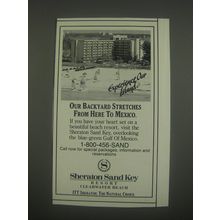 Experience Our Island!
OUR BACKYARD STRETCHES
FROM HERE TO MEXICO.
If you have your heart set on a
beautiful beach resort, visit the
Sheraton Sand Key, overlooking
the blue-green Gulf Of Mexico.
1-800-456-SAND
Call now for special packages, information and
reservations
S
Sheraton Sand Key
RESORT
CLEARWATER BEACH
ITT SHERATON. THE NATURAL CHOICE.